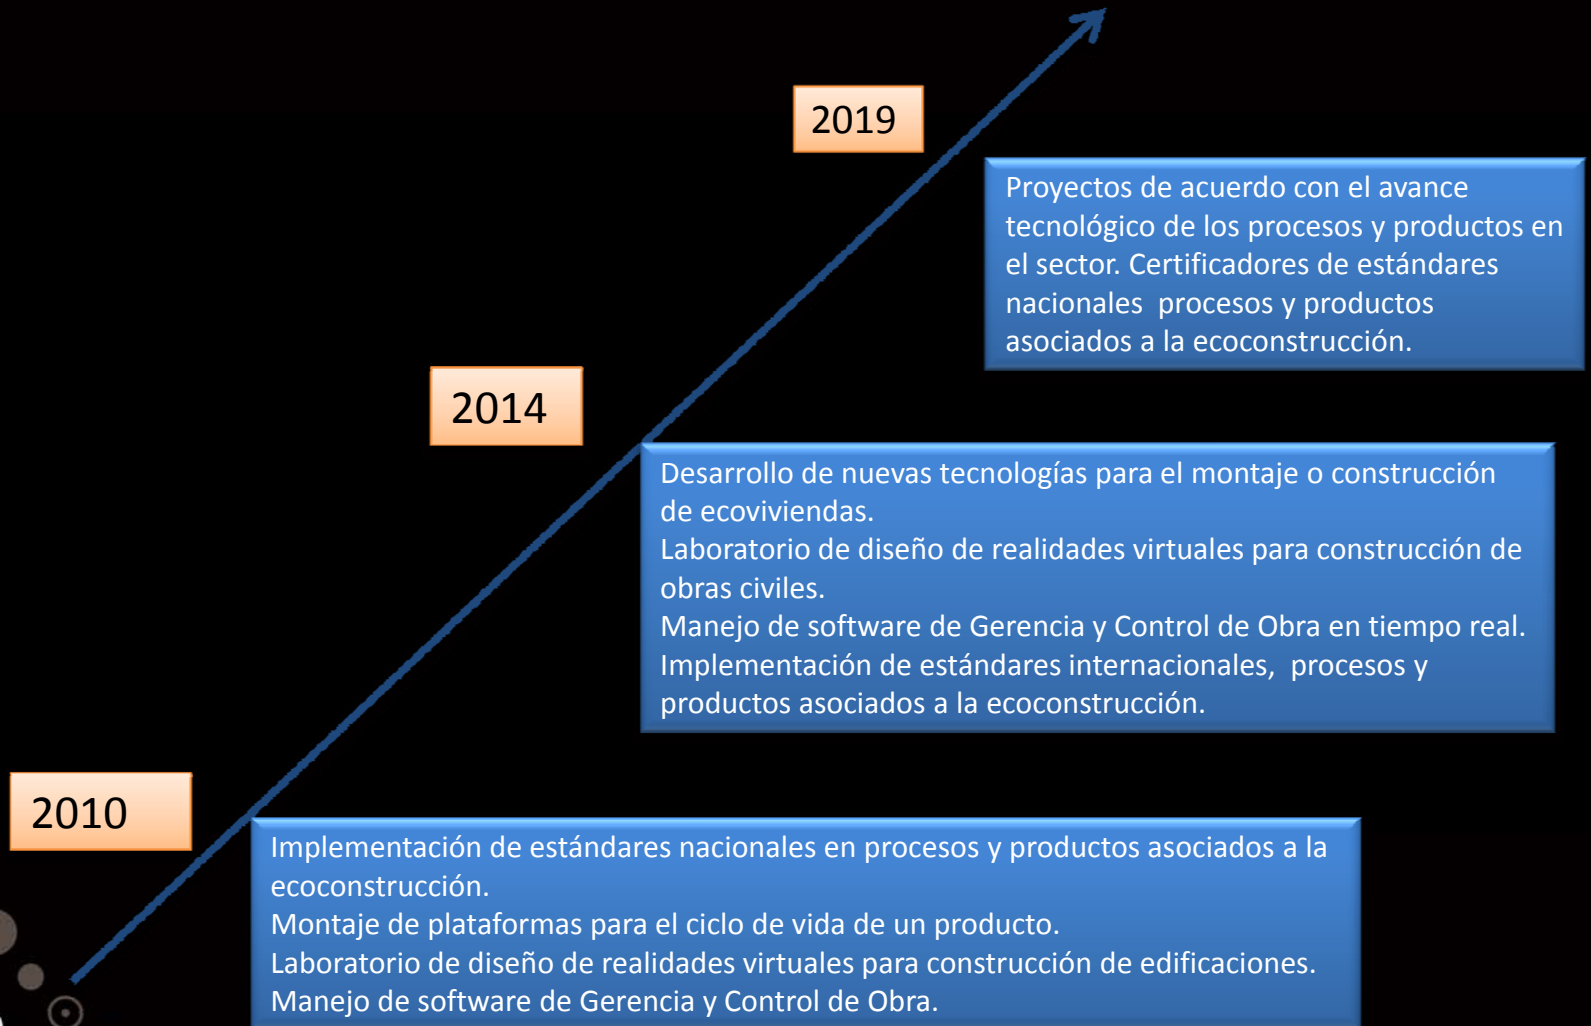 2019
Proyectos de acuerdo con el avance
tecnológico de los procesos y productos en
el sector. Certificadores de estándares
nacionales  procesos y productos
asociados a la ecoconstrucción.
2014
Desarrollo de nuevas tecnologías para el montaje o construcción
de ecoviviendas.
Laboratorio de diseño de realidades virtuales para construcción de
obras civiles.
Manejo de software de Gerencia y Control de Obra en tiempo real.
Implementación de estándares internacionales,  procesos y
productos asociados a la ecoconstrucción.
2010
Implementación de estándares nacionales en procesos y productos asociados a la
ecoconstrucción.
Montaje de plataformas para el ciclo de vida de un producto.
Laboratorio de diseño de realidades virtuales para construcción de edificaciones.
Manejo de software de Gerencia y Control de Obra.